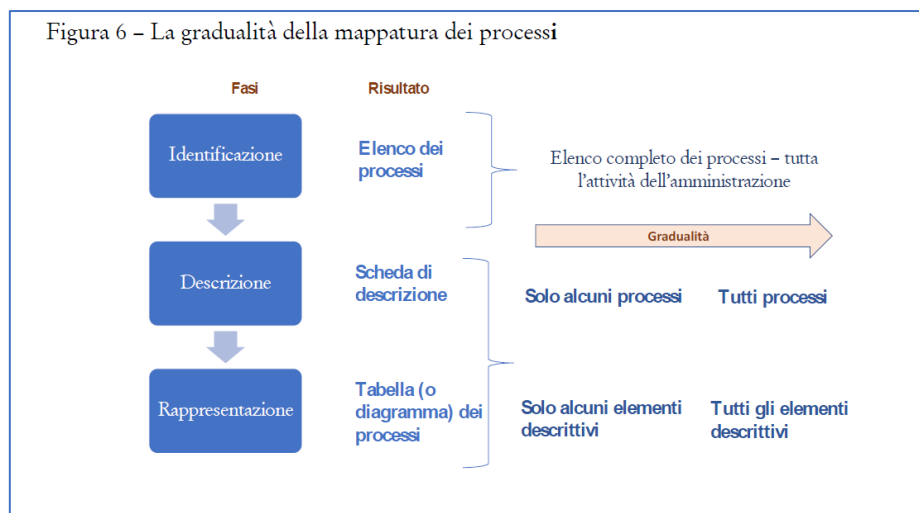 Figura 6 – La gradualità della mappatura dei processi
Fasi
Risultato
Identificazione
Elenco dei
processi
Elenco completo dei processi – tutta
l'attività dell'amministrazione
Gradualità
Descrizione
Scheda di
descrizione
Solo alcuni processi
Tutti processi
Rappresentazione
Tabella (o
diagramma) dei
processi
Solo alcuni elementi
descrittivi
Tutti gli elementi
descrittivi